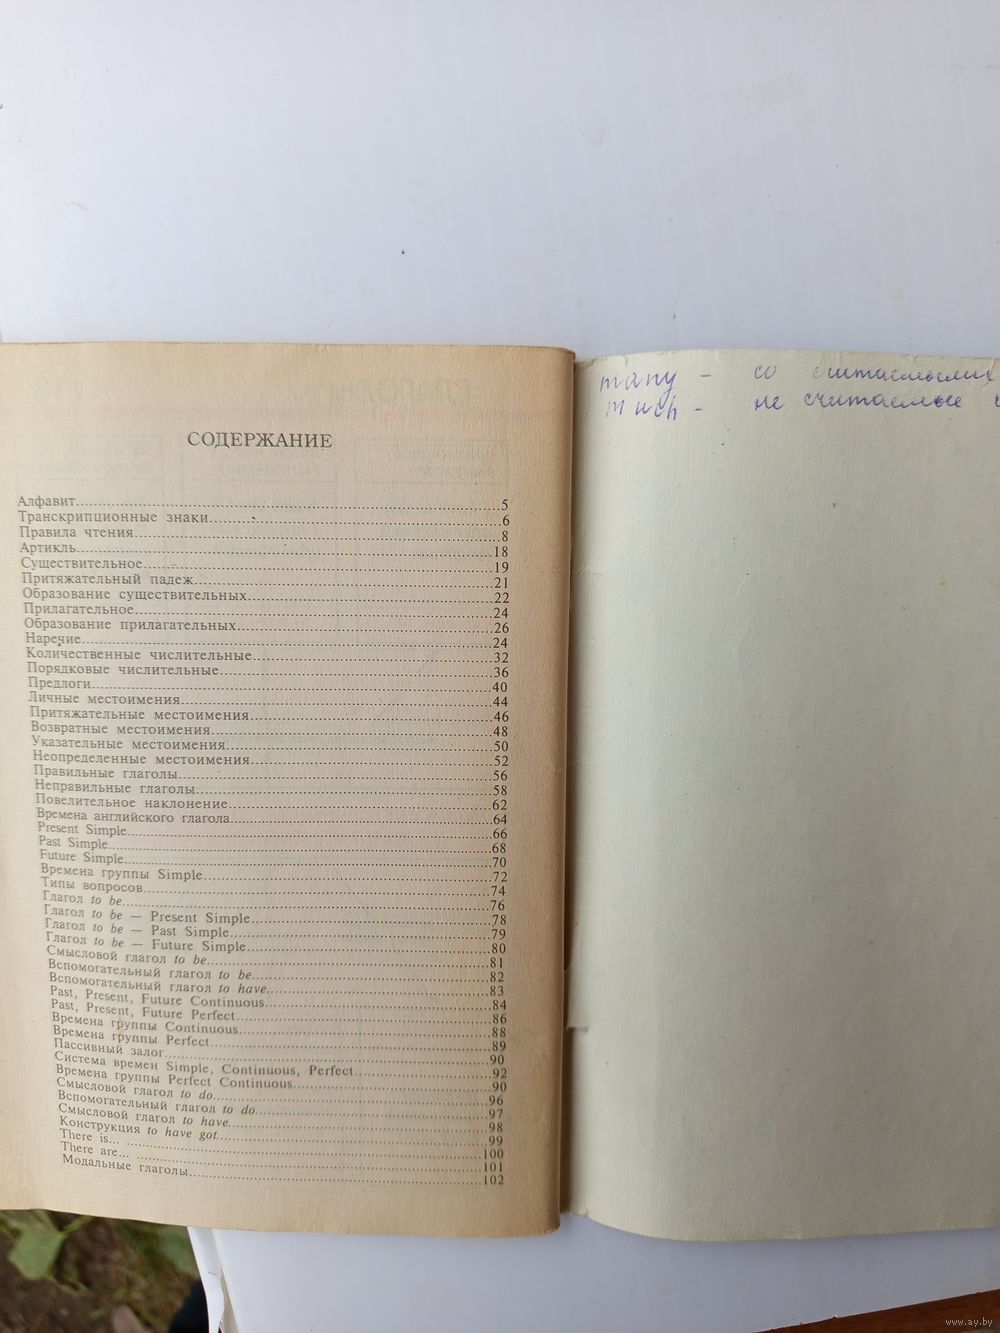 СОДЕРЖАНИЕ
Алфавит 5
Транскрипционные знаки 6
Правила чтения 8
Артикль 18
Существительное 19
Притяжательный падеж 21
Образование существительных 22
Прилагательное 24
Образование прилагательных 26
Наречие 24
Количественные числительные 32
Порядковые числительные 36
Предлоги 40
Личные местоимения 44
Притяжательные местоимения 46
Возвратные местоимения 48
Указательные местоимения 50
Неопределенные местоимения 52
Правильные глаголы 56
Неправильные глаголы 58
Повелительное наклонение 62
Времена английского глагола 64
Present Simple 66
Past Simple 68
Future Simple 70
Времена группы Simple 72
Типы вопросов 74
Глагол to be 76
Глагол to be — Present Simple 78
Глагол to be — Past Simple 79
Глагол to be — Future Simple 80
Смысловой глагол to be 81
Вспомогательный глагол to be 82
Вспомогательный глагол to have 83
Past, Present, Future Continuous 84
Past, Present, Future Perfect 86
Времена группы Continuous 88
Времена группы Perfect 89
Пассивный залог 90
Система времен Simple, Continuous, Perfect 92
Времена группы Perfect Continuous 90
Смысловой глагол to do 96
Вспомогательный глагол to do 97
Смысловой глагол to have 98
Конструкция to have got 99
There is... 100
There are... 101
Модальные глаголы 102
many - со считаемыми
much - не считаемые
www.ay.by